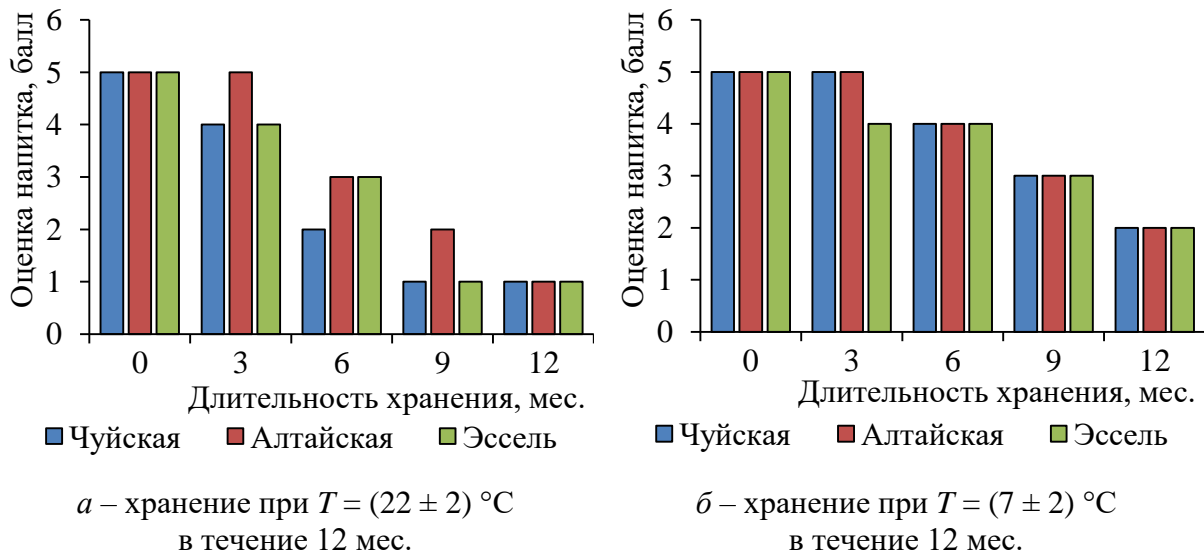 Оценка напитка, балл
5
4
3
2
1
0
0 3 6 9 12
Длительность хранения, мес.
Чуйская Алтайская Эссель
а – хранение при T = (22 ± 2) °C
в течение 12 мес.
Оценка напитка, балл
5
4
3
2
1
0
0 3 6 9 12
Длительность хранения, мес.
Чуйская Алтайская Эссель
б – хранение при T = (7 ± 2) °C
в течение 12 мес.